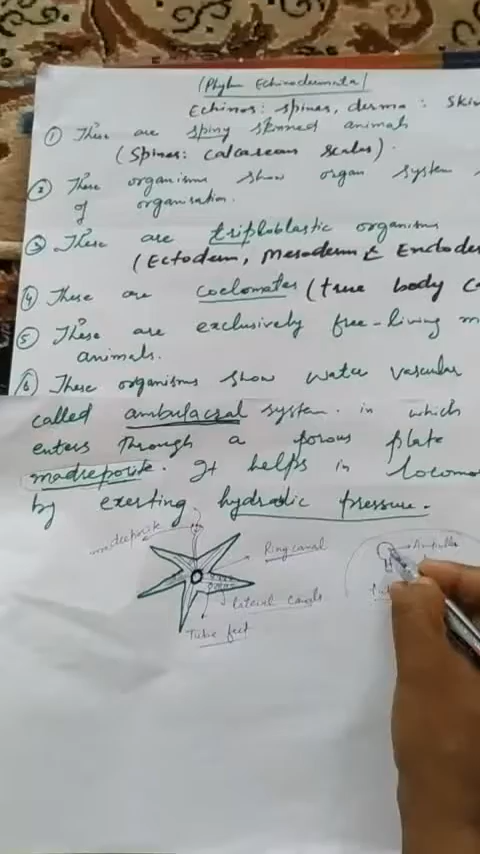 (Phylum Echinodermata)
Echinos: spines, derma: Skin
① These are spiny skinned animals
(Spines: calcarean scales).
② These organisms show organ system
of organisation.
③ These are triploblastic organisms
(Ectoderm, Mesoderm & Endoder
④ These are coelomates (true body c
⑤ These are exclusively free-living m
animals.
⑥ These organisms show water vascular
called ambulacral system. in which
enters through a porous plate
madreporite. It helps in locomo
by exerting hydraulic pressure.
madreporite
Ring canal
Ampulla
lateral canals
Tube feet